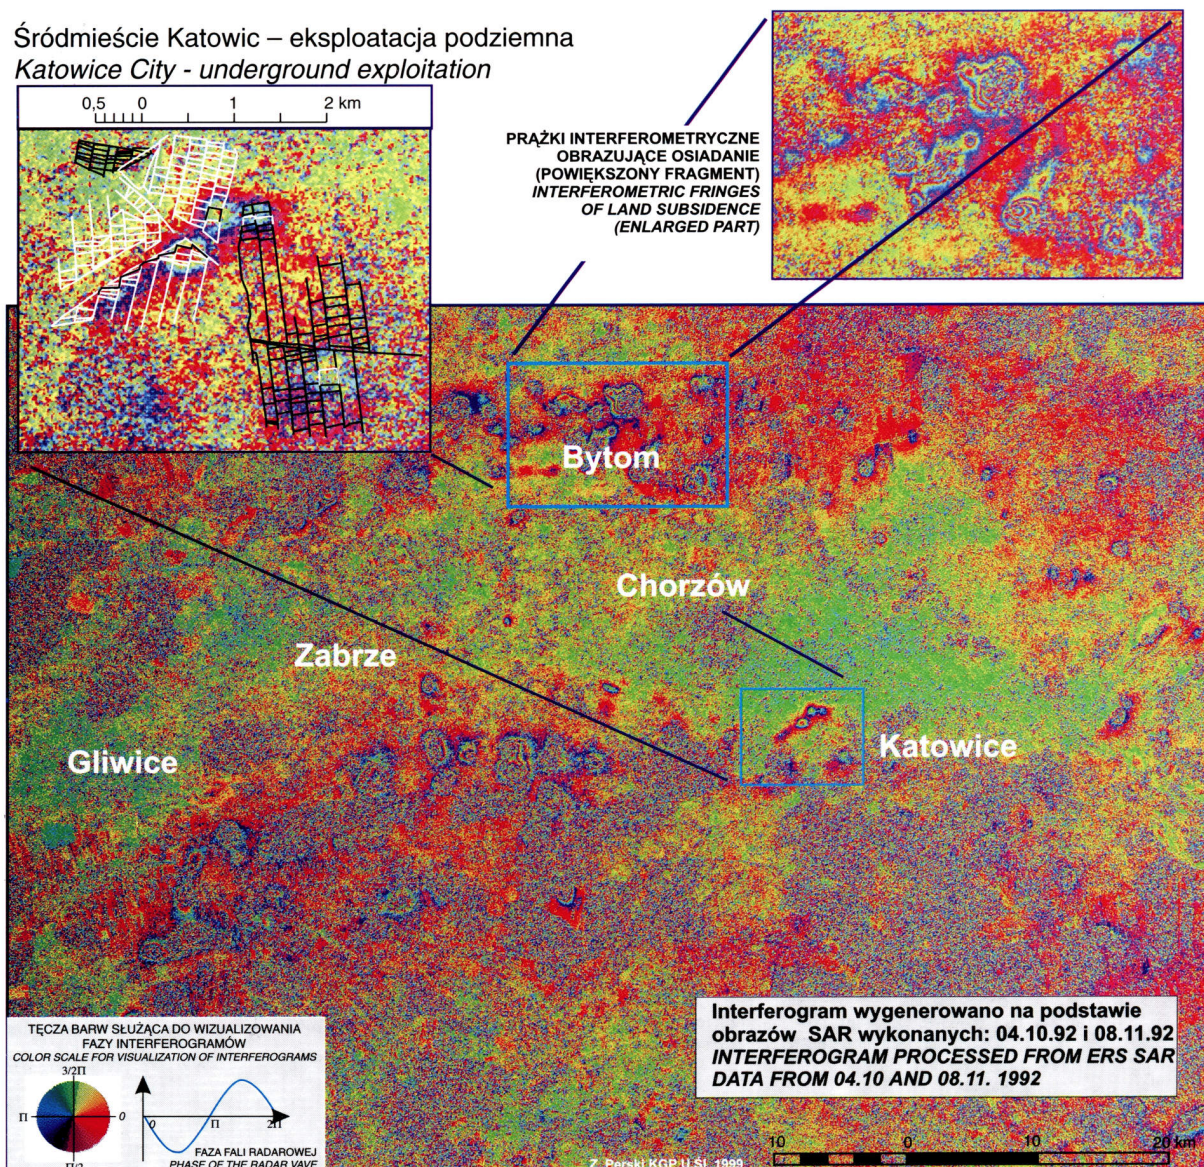 Śródmieście Katowic – eksploatacja podziemna
Katowice City - underground exploitation
0,5 0 1 2 km
PRĄŻKI INTERFEROMETRYCZNE
OBRAZUJĄCE OSIADANIE
(POWIĘKSZONY FRAGMENT)
INTERFEROMETRIC FRINGES
OF LAND SUBSIDENCE
(ENLARGED PART)
Bytom
Chorzów
Zabrze
Gliwice
Katowice
TĘCZA BARW SŁUŻĄCA DO WIZUALIZOWANIA
FAZY INTERFEROGRAMÓW
COLOR SCALE FOR VISUALIZATION OF INTERFEROGRAMS
3/2Π
Π 0
Π/2
0 Π 2Π
FAZA FALI RADAROWEJ
PHASE OF THE RADAR VAVE
Interferogram wygenerowano na podstawie
obrazów SAR wykonanych: 04.10.92 i 08.11.92
INTERFEROGRAM PROCESSED FROM ERS SAR
DATA FROM 04.10 AND 08.11. 1992
10 0 10 20 km
Z. Perski KGP U.Śl. 1999